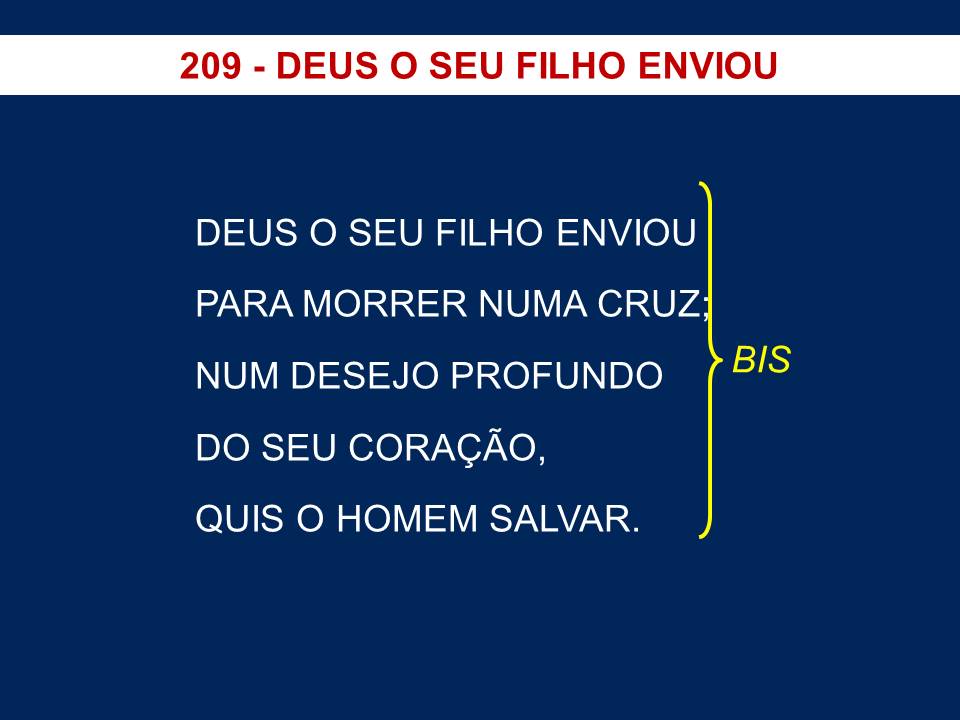 209 - DEUS O SEU FILHO ENVIOU
DEUS O SEU FILHO ENVIOU
PARA MORRER NUMA CRUZ;
NUM DESEJO PROFUNDO
DO SEU CORAÇÃO,
QUIS O HOMEM SALVAR.
BIS